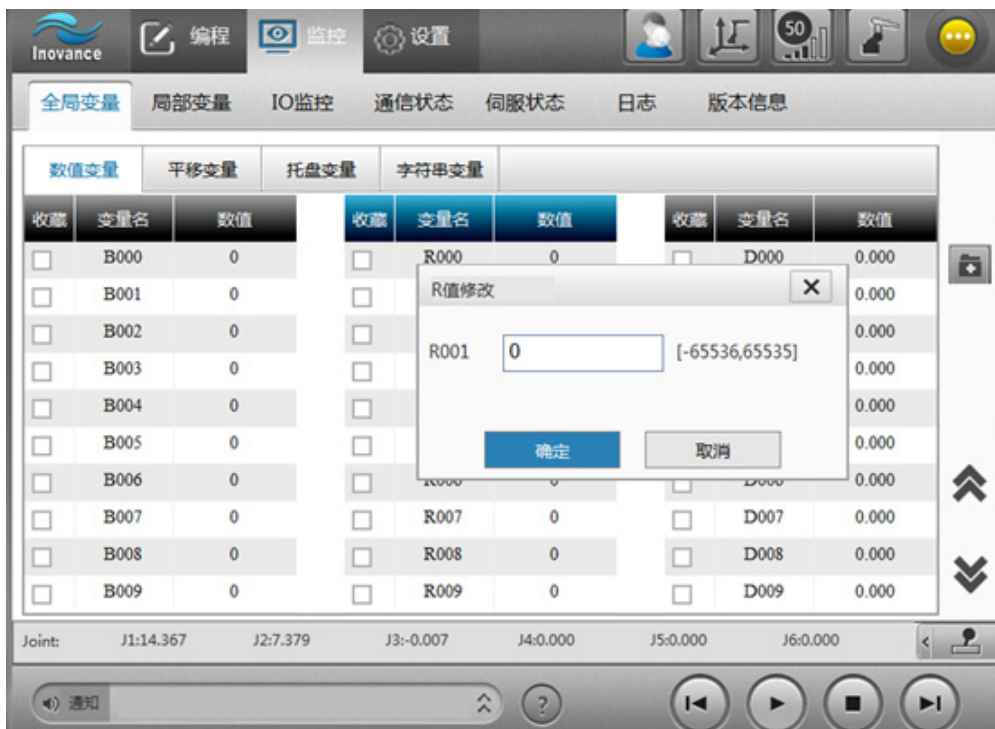 Inovance 编程 监控 设置 50
全局变量 局部变量 IO监控 通信状态 伺服状态 日志 版本信息
数值变量 平移变量 托盘变量 字符串变量
收藏 变量名 数值 收藏 变量名 数值 收藏 变量名 数值
B000 0 R000 0 D000 0.000
B001 0 0.000
B002 0 0.000
B003 0 0.000
B004 0 0.000
B005 0 0.000
B006 0 0.000
B007 0 R007 0 D007 0.000
B008 0 R008 0 D008 0.000
B009 0 R009 0 D009 0.000
R值修改
R001 0 [-65536,65535]
确定 取消
Joint: J1:14.367 J2:7.379 J3:-0.007 J4:0.000 J5:0.000 J6:0.000
通知 ?